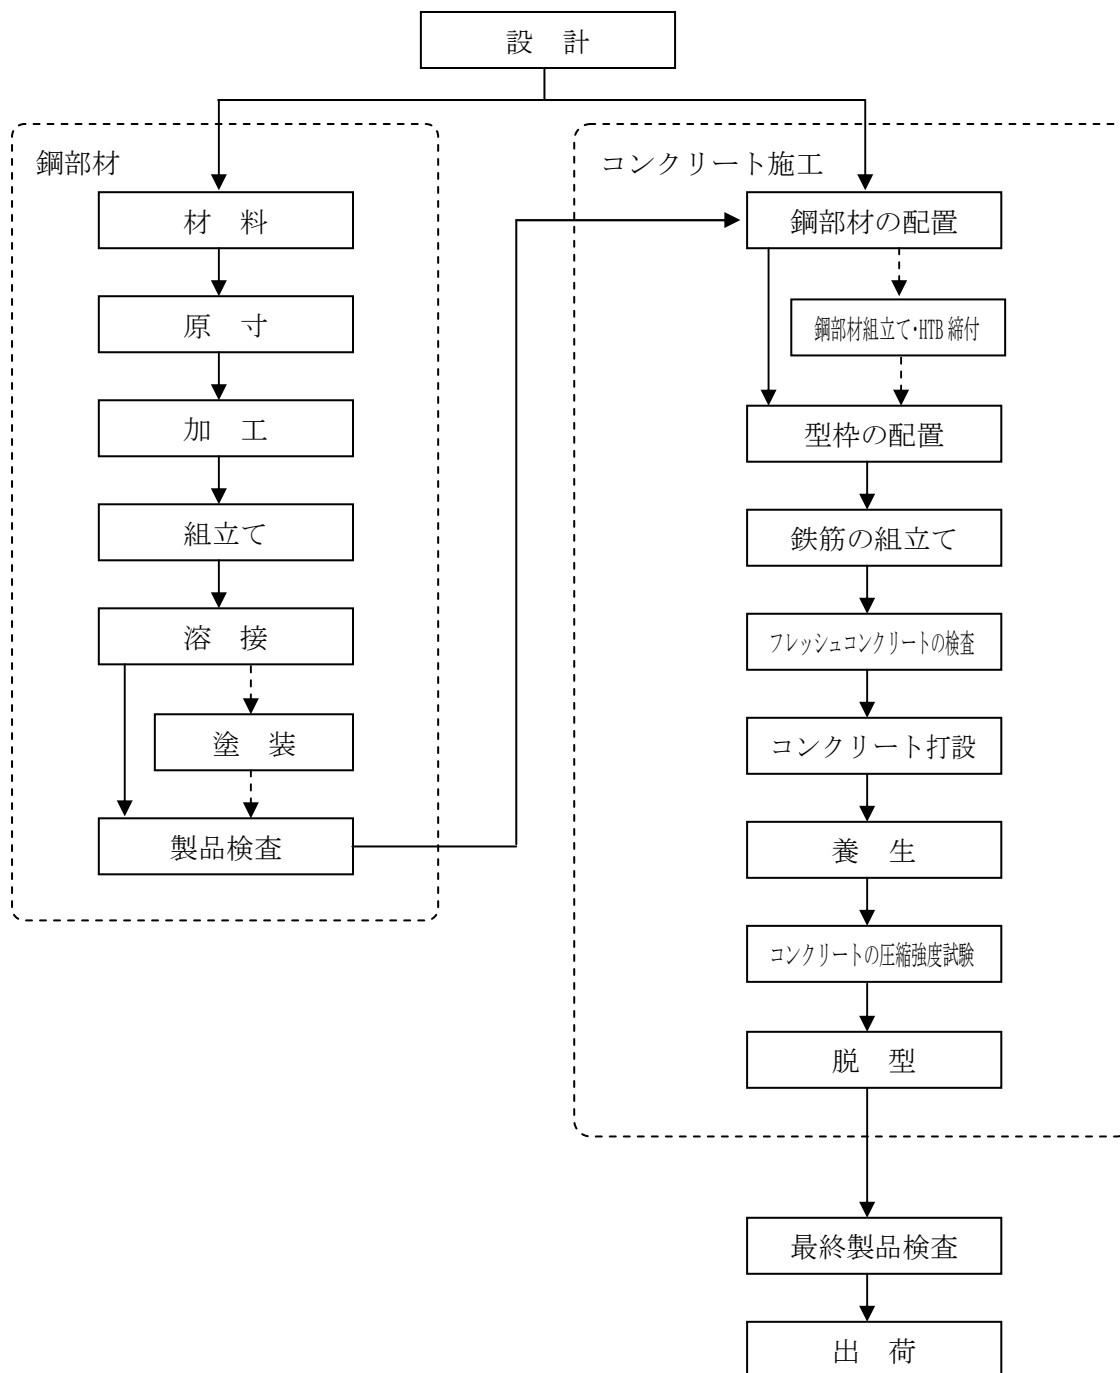 設　計
鋼部材
材　料
原　寸
加　工
組立て
溶　接
塗　装
製品検査
コンクリート施工
鋼部材の配置
鋼部材組立て･HTB 締付
型枠の配置
鉄筋の組立て
フレッシュコンクリートの検査
コンクリート打設
養　生
コンクリートの圧縮強度試験
脱　型
最終製品検査
出　荷